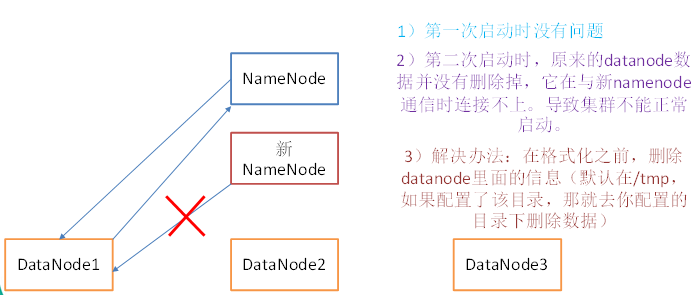 NameNode
新
NameNode
DataNode1
DataNode2
DataNode3
1）第一次启动时没有问题
2）第二次启动时，原来的datanode数
据并没有删除掉，它在与新namenode
通信时连接不上。导致集群不能正常
启动。
3）解决办法：在格式化之前，删除
datanode里面的信息（默认在/tmp，
如果配置了该目录，那就去你配置的
目录下删除数据）